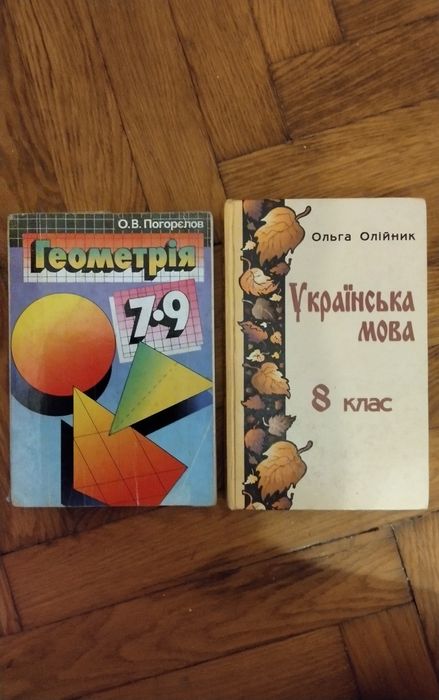 О.В. Погорєлов
Геометрія
7·9
Ольга Олійник
Українська
мова
8 клас